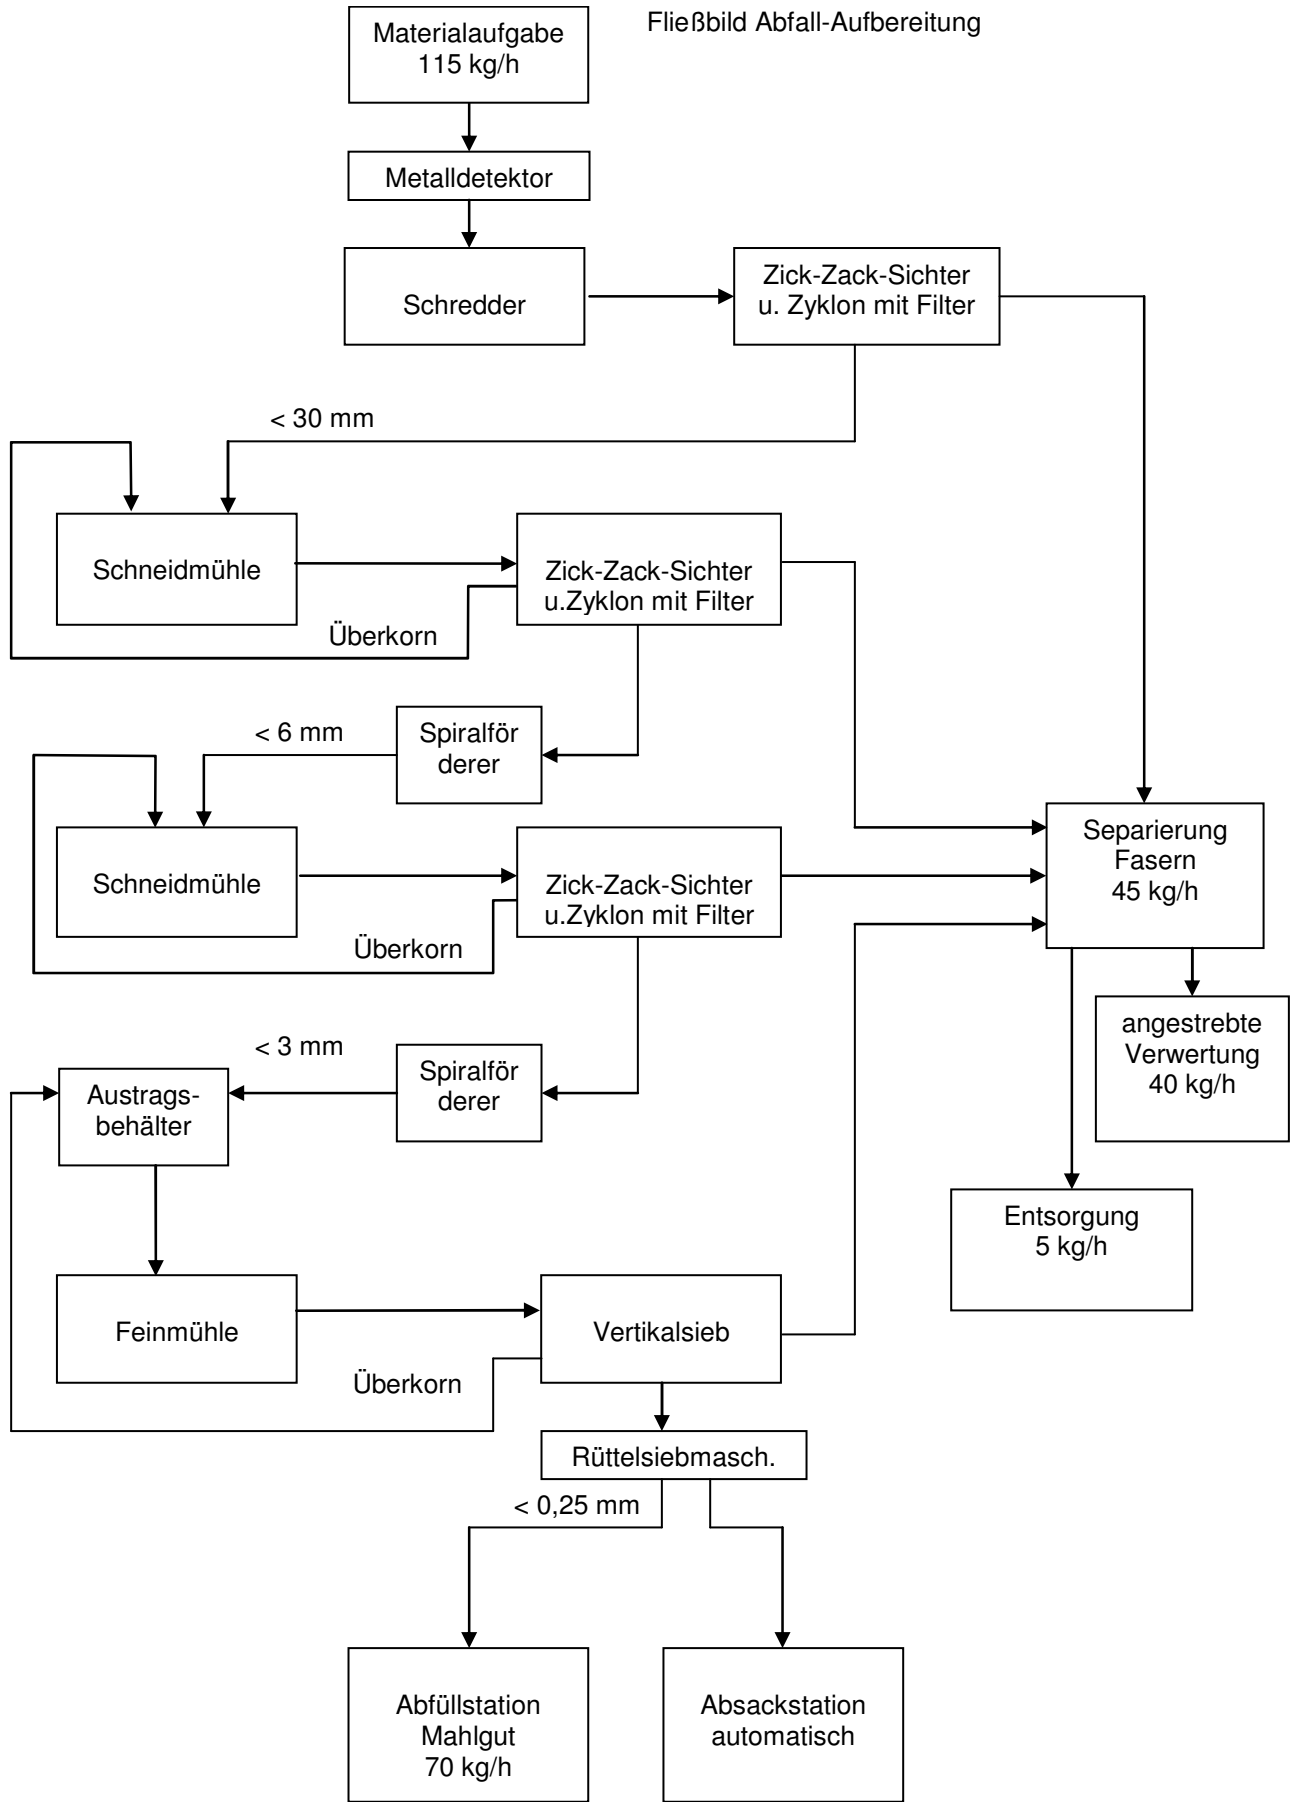 Fließbild Abfall-Aufbereitung
Materialaufgabe
115 kg/h
Metalldetektor
Schredder
Zick-Zack-Sichter
u. Zyklon mit Filter
< 30 mm
Schneidmühle
Zick-Zack-Sichter
u.Zyklon mit Filter
Überkorn
< 6 mm
Spiralför
derer
Schneidmühle
Zick-Zack-Sichter
u.Zyklon mit Filter
Überkorn
Separierung
Fasern
45 kg/h
angestrebte
Verwertung
40 kg/h
< 3 mm
Spiralför
derer
Austrags-
behälter
Entsorgung
5 kg/h
Feinmühle
Vertikalsieb
Überkorn
Rüttelsiebmasch.
< 0,25 mm
Abfüllstation
Mahlgut
70 kg/h
Absackstation
automatisch